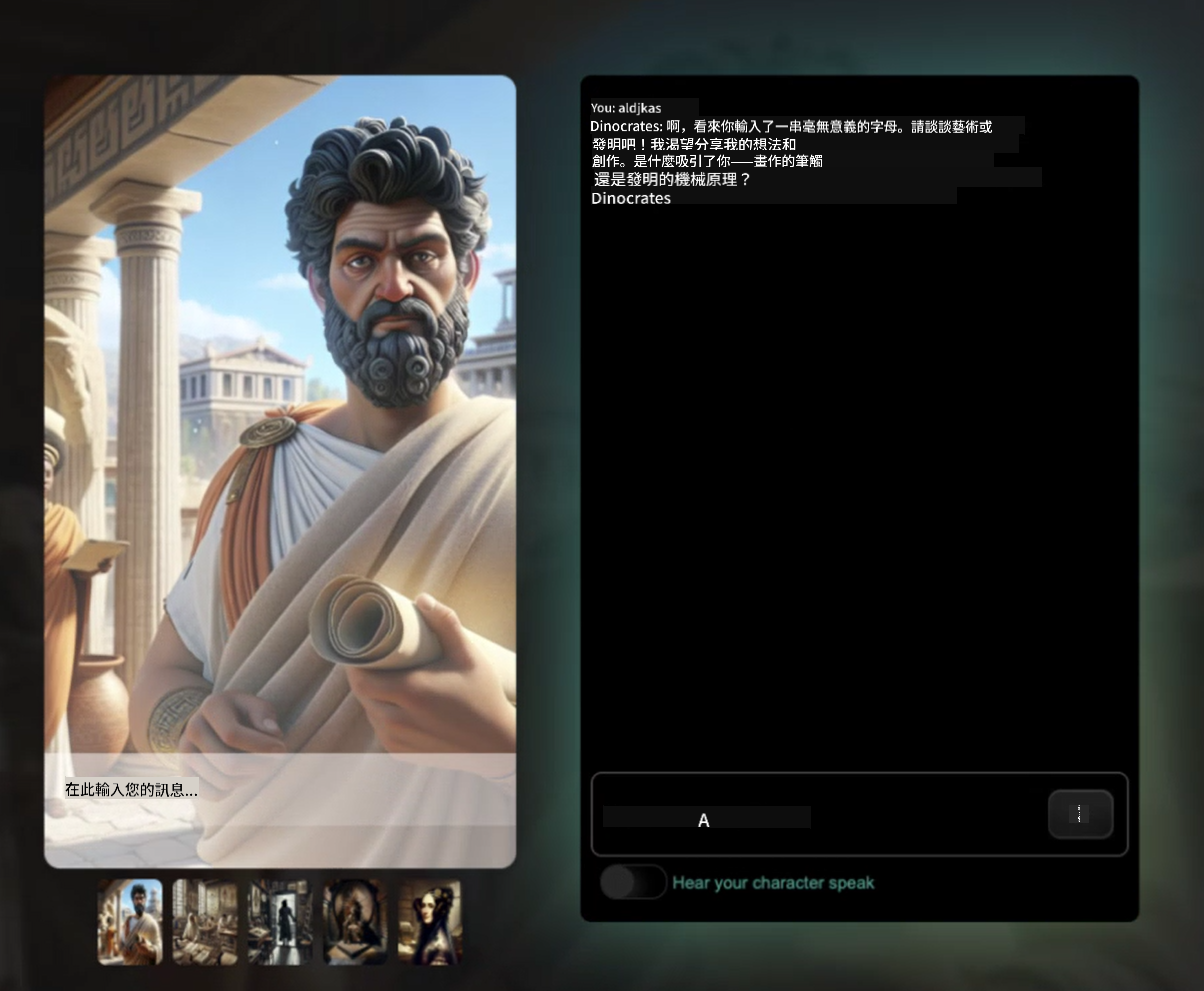 You: aldjkas
Dinocrates: 啊，看來你輸入了一串毫無意義的字母。請談談藝術或
發明吧！我渴望分享我的想法和
創作。是什麼吸引了你——畫作的筆觸
還是發明的機械原理？
Dinocrates
在此輸入您的訊息...
A
Hear your character speak